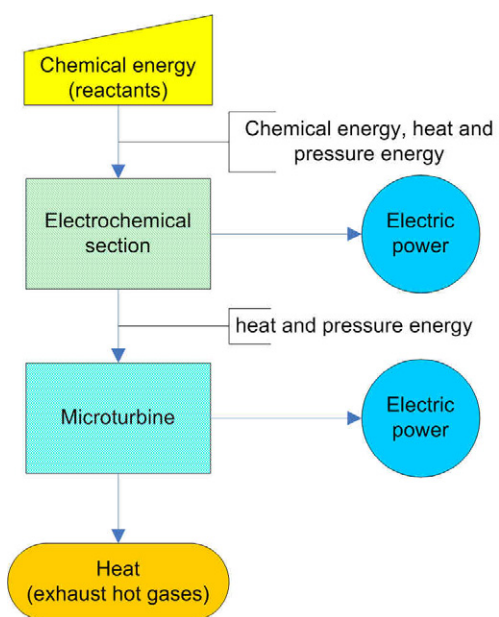 Chemical energy
(reactants)
Chemical energy, heat and
pressure energy
Electrochemical
section
Electric
power
heat and pressure energy
Microturbine
Electric
power
Heat
(exhaust hot gases)